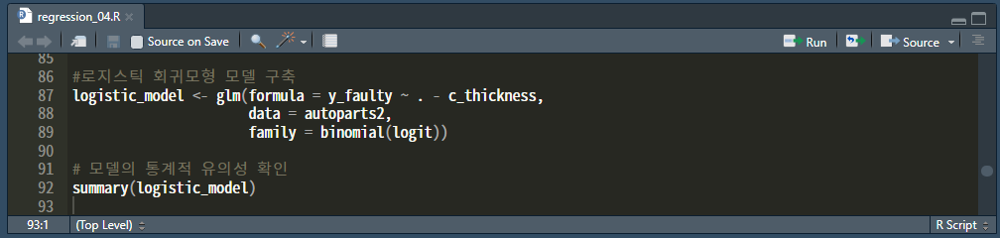 regression_04.R
Source on Save
Run
Source
85
86 #로지스틱 회귀모형 모델 구축
87 logistic_model <- glm(formula = y_faulty ~ . - c_thickness,
88 data = autoparts2,
89 family = binomial(logit))
90
91 # 모델의 통계적 유의성 확인
92 summary(logistic_model)
93
93:1 (Top Level) R Script